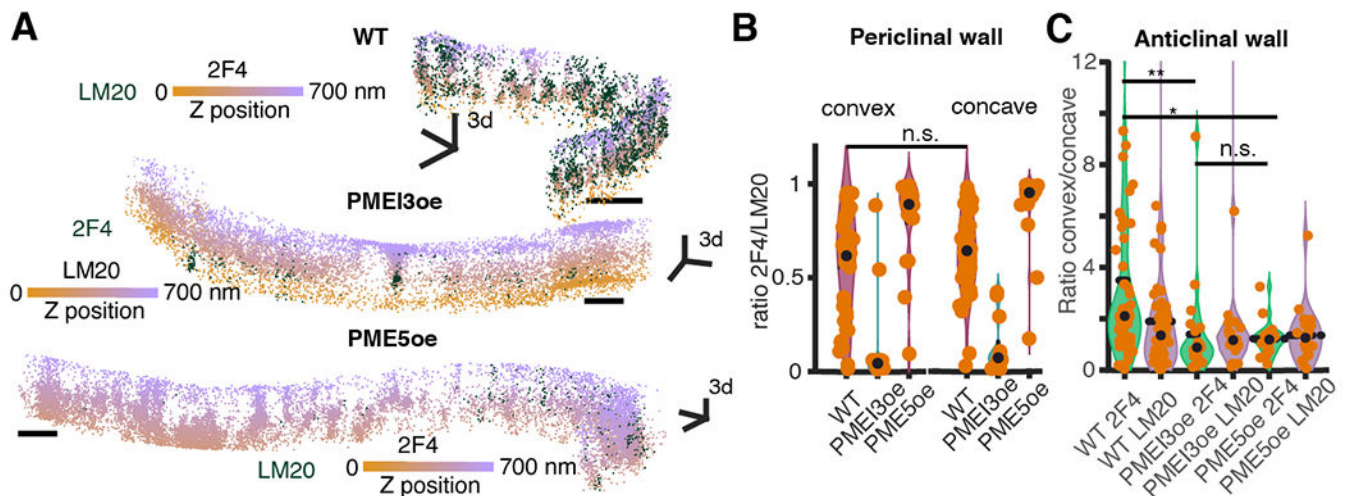 A
WT
2F4
LM20 0 700 nm
Z position
3d
PMEI3oe
2F4
LM20
0 700 nm
Z position
3d
PME5oe
3d
2F4
LM20 0 700 nm
Z position
B
Periclinal wall
convex concave
n.s.
ratio 2F4/LM20
1
0.5
0
WT
PMEI3oe
PME5oe
WT
PMEI3oe
PME5oe
C
Anticlinal wall
Ratio convex/concave
12
8
4
0
**
*
n.s.
WT 2F4
WT LM20
PMEI3oe 2F4
PMEI3oe LM20
PME5oe 2F4
PME5oe LM20